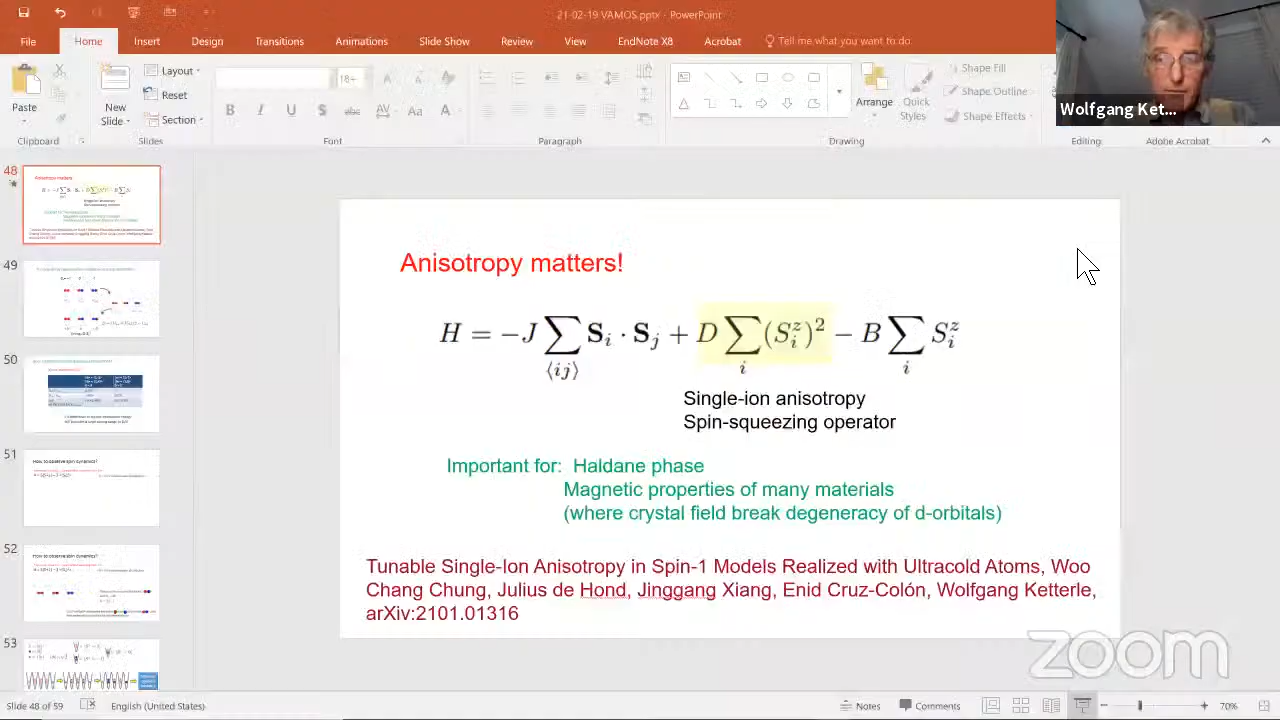 21-02-19 VAMOS.pptx - PowerPoint
File Home Insert Design Transitions Animations Slide Show Review View EndNote X8 Acrobat Tell me what you want to do
Layout
18+
Shape Outline
Paste New Reset Arrange Quick
Section B I U S abc AV Aa A Styles Shape Effects
Clipboard Slides Font Paragraph Drawing Editing Adobe Acrobat
Wolfgang Ket...
48
49
50
51
52
53
Anisotropy matters!
H = −J ∑⟨ij⟩ S_i · S_j + D ∑_i (S_i^z)² − B ∑_i S_i^z
Single-ion anisotropy
Spin-squeezing operator
Important for: Haldane phase
Magnetic properties of many materials
(where crystal field break degeneracy of d-orbitals)
Tunable Single-Ion Anisotropy in Spin-1 Models Realized with Ultracold Atoms, Woo
Chang Chung, Julius de Hond, Jinggang Xiang, Enid Cruz-Colón, Wolfgang Ketterle,
arXiv:2101.01316
zoom
Slide 48 of 59 English (United States) Notes Comments 70%